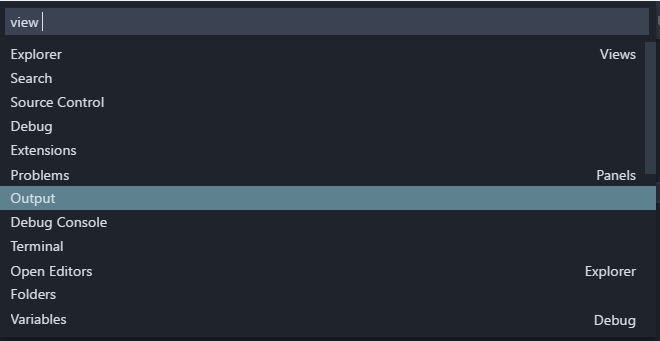 view
Explorer Views
Search
Source Control
Debug
Extensions
Problems Panels
Output
Debug Console
Terminal
Open Editors Explorer
Folders
Variables Debug